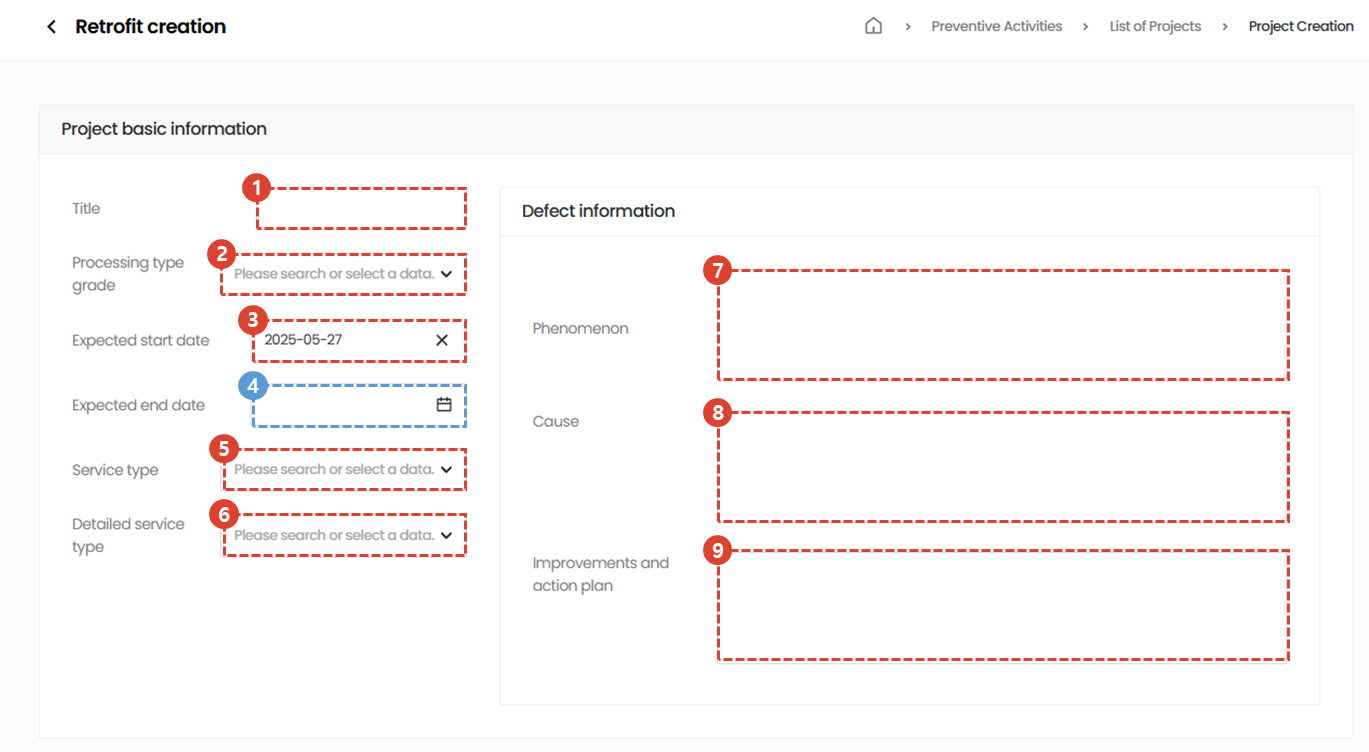 Retrofit creation
Preventive Activities > List of Projects > Project Creation
Project basic information
1
Title
2
Processing type
grade
Please search or select a data.
3
Expected start date
2025-05-27
4
Expected end date
5
Service type
Please search or select a data.
6
Detailed service
type
Please search or select a data.
Defect information
7
Phenomenon
8
Cause
9
Improvements and
action plan